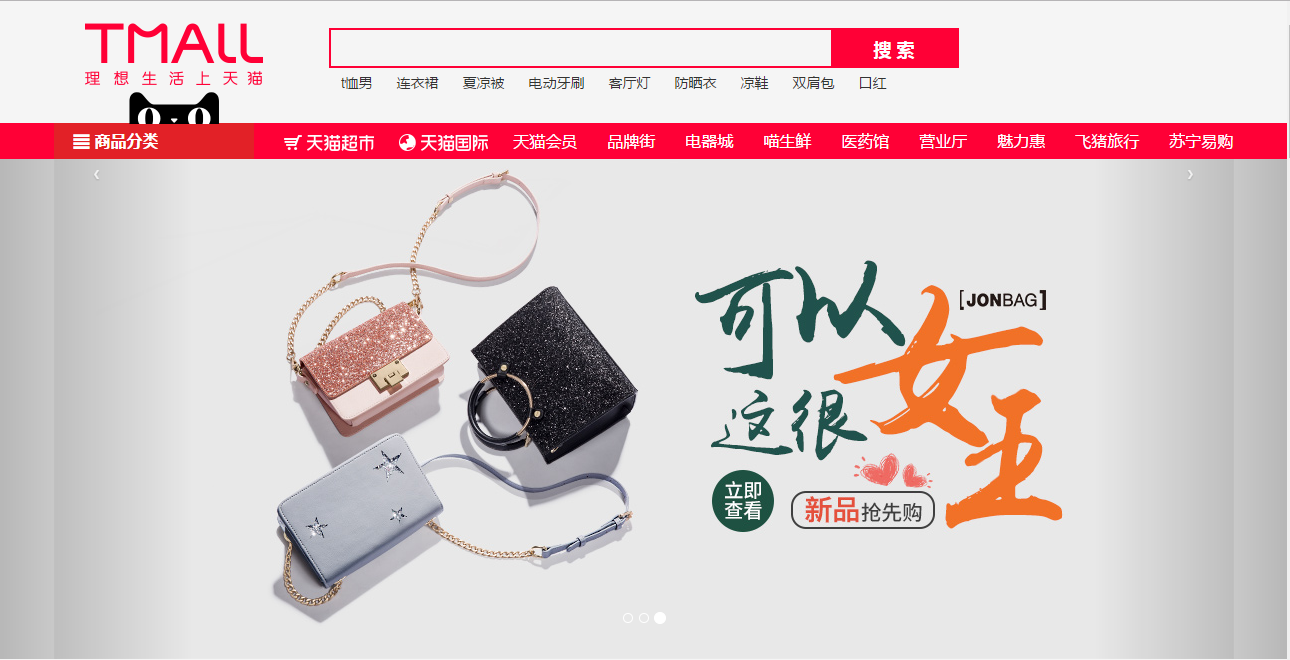 TMALL
理想生活上天猫
搜 索
t恤男 连衣裙 夏凉被 电动牙刷 客厅灯 防晒衣 凉鞋 双肩包 口红
商品分类 天猫超市 天猫国际 天猫会员 品牌街 电器城 喵生鲜 医药馆 营业厅 魅力惠 飞猪旅行 苏宁易购
[JONBAG]
可以
女王
这很
立即
查看
新品抢先购